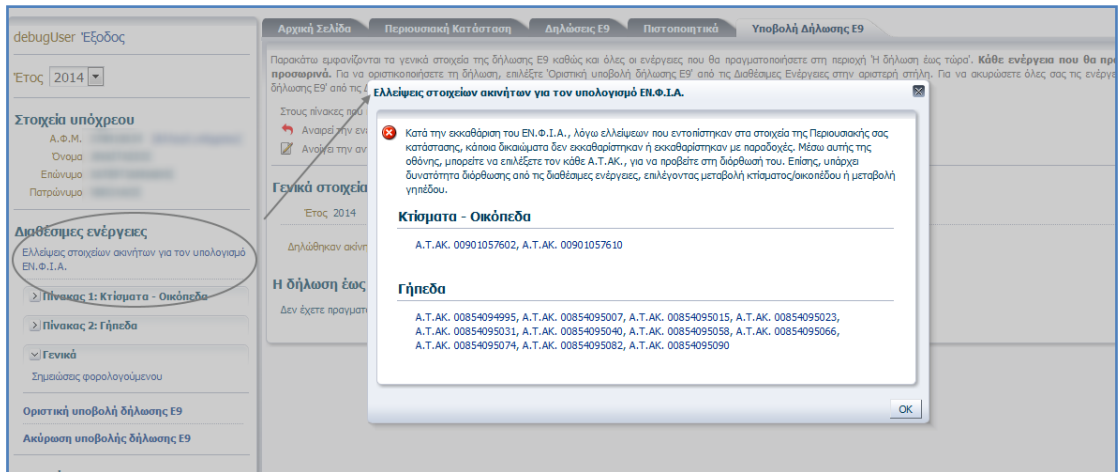 debugUser Έξοδος
Έτος 2014
Στοιχεία υπόχρεου
Α.Φ.Μ.
Όνομα
Επώνυμο
Πατρώνυμο
Διαθέσιμες ενέργειες
Ελλείψεις στοιχείων ακινήτων για τον υπολογισμό
ΕΝ.Φ.Ι.Α.
Πίνακας 1: Κτίσματα - Οικόπεδα
Πίνακας 2: Γήπεδα
Γενικά
Σημειώσεις φορολογούμενου
Οριστική υποβολή δήλωσης Ε9
Ακύρωση υποβολής δήλωσης Ε9
Αρχική Σελίδα Περιουσιακή Κατάσταση Δηλώσεις Ε9 Πιστοποιητικά Υποβολή Δήλωσης Ε9
Παρακάτω εμφανίζονται τα γενικά στοιχεία της δήλωσης Ε9 καθώς και όλες οι ενέργειες που θα πραγματοποιήσετε στη περιοχή 'Η δήλωση έως τώρα'. Κάθε ενέργεια που θα
προσωρινά. Για να οριστικοποιήσετε τη δήλωση, επιλέξτε 'Οριστική υποβολή δήλωσης Ε9' από τις Διαθέσιμες Ενέργειες στην αριστερή στήλη. Για να ακυρώσετε όλες σας τις
δήλωσης Ε9' από τις
Στους πίνακες που
Αναιρεί την
Ανοίγει την
Γενικά στοιχεία
Έτος 2014
Δηλώθηκαν
Η δήλωση έως
Δεν έχετε
Ελλείψεις στοιχείων ακινήτων για τον υπολογισμό ΕΝ.Φ.Ι.Α.
Κατά την εκκαθάριση του ΕΝ.Φ.Ι.Α., λόγω ελλείψεων που εντοπίστηκαν στα στοιχεία της Περιουσιακής σας
κατάστασης, κάποια δικαιώματα δεν εκκαθαρίστηκαν ή εκκαθαρίστηκαν με παραδοχές. Μέσω αυτής της
οθόνης, μπορείτε να επιλέξετε τον κάθε Α.Τ.ΑΚ., για να προβείτε στη διόρθωσή του. Επίσης, υπάρχει
δυνατότητα διόρθωσης από τις διαθέσιμες ενέργειες, επιλέγοντας μεταβολή κτίσματος/οικοπέδου ή μεταβολή
γηπέδου.
Κτίσματα - Οικόπεδα
Α.Τ.ΑΚ. 00901057602, Α.Τ.ΑΚ. 00901057610
Γήπεδα
Α.Τ.ΑΚ. 00854094995, Α.Τ.ΑΚ. 00854095007, Α.Τ.ΑΚ. 00854095015, Α.Τ.ΑΚ. 00854095023,
Α.Τ.ΑΚ. 00854095031, Α.Τ.ΑΚ. 00854095040, Α.Τ.ΑΚ. 00854095058, Α.Τ.ΑΚ. 00854095066,
Α.Τ.ΑΚ. 00854095074, Α.Τ.ΑΚ. 00854095082, Α.Τ.ΑΚ. 00854095090
OK